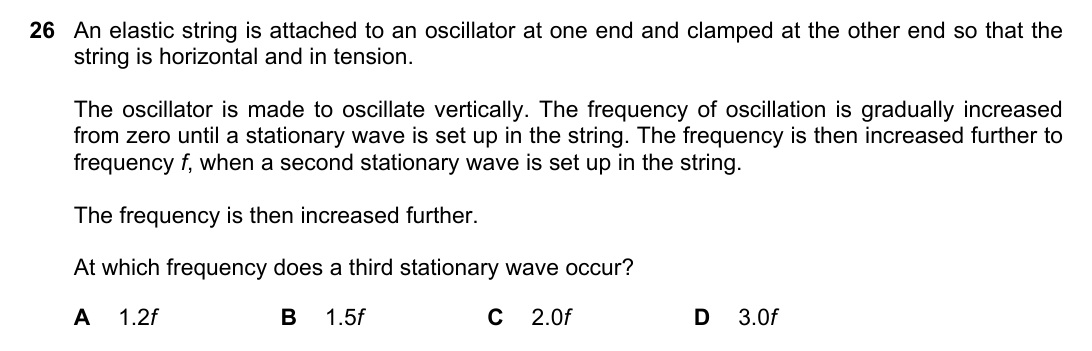 26 An elastic string is attached to an oscillator at one end and clamped at the other end so that the
string is horizontal and in tension.
The oscillator is made to oscillate vertically. The frequency of oscillation is gradually increased
from zero until a stationary wave is set up in the string. The frequency is then increased further to
frequency f, when a second stationary wave is set up in the string.
The frequency is then increased further.
At which frequency does a third stationary wave occur?
A 1.2f B 1.5f C 2.0f D 3.0f